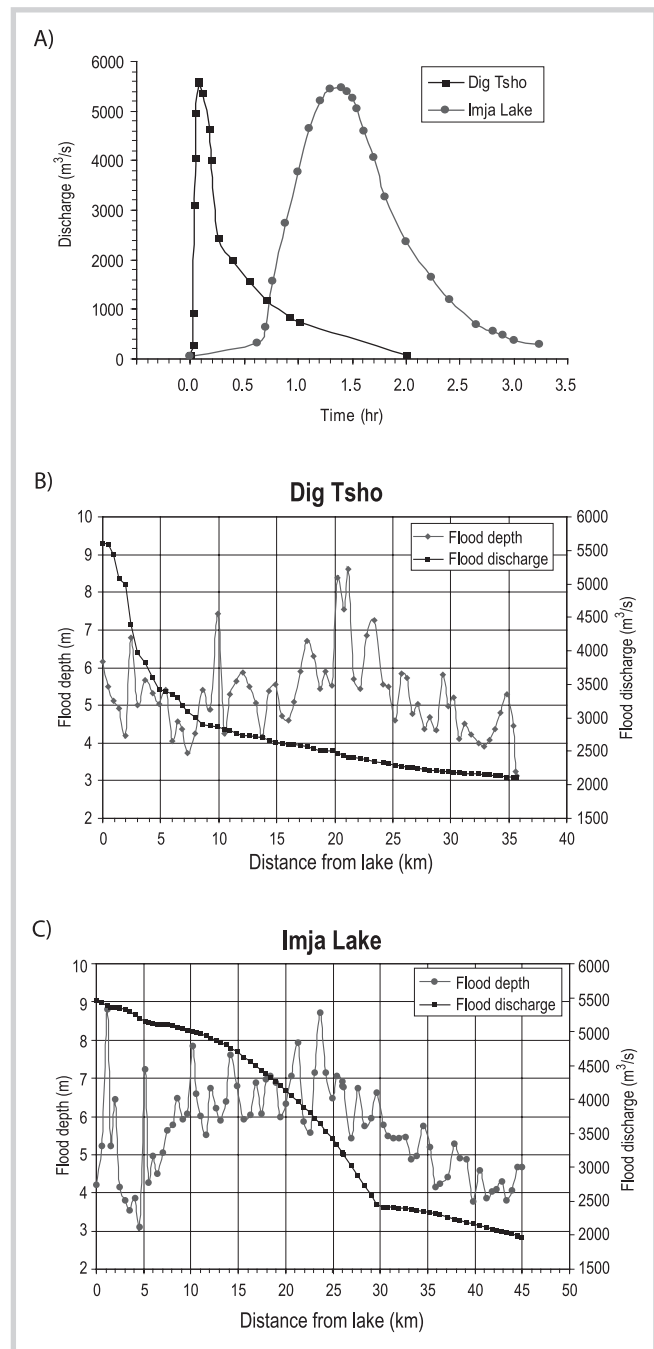 A)
6000
5000
4000
3000
2000
1000
0
Discharge (m³/s)
Dig Tsho
Imja Lake
0.0 0.5 1.0 1.5 2.0 2.5 3.0 3.5
Time (hr)
B)
Dig Tsho
10
9
8
7
6
5
4
3
2
Flood depth (m)
Flood depth
Flood discharge
6000
5500
5000
4500
4000
3500
3000
2500
2000
1500
Flood discharge (m³/s)
0 5 10 15 20 25 30 35 40
Distance from lake (km)
C)
Imja Lake
10
9
8
7
6
5
4
3
2
Flood depth (m)
Flood depth
Flood discharge
6000
5500
5000
4500
4000
3500
3000
2500
2000
1500
Flood discharge (m³/s)
0 5 10 15 20 25 30 35 40 45 50
Distance from lake (km)